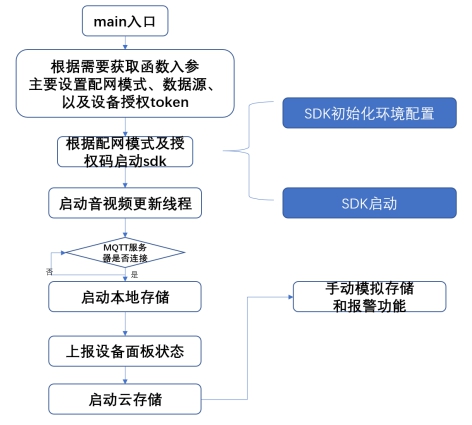 main入口
根据需要获取函数入参
主要设置配网模式、数据源、
以及设备授权token
根据配网模式及授
权码启动sdk
SDK初始化环境配置
SDK启动
启动音视频更新线程
MQTT服务
器是否连接
否
是
启动本地存储
手动模拟存储
和报警功能
上报设备面板状态
启动云存储